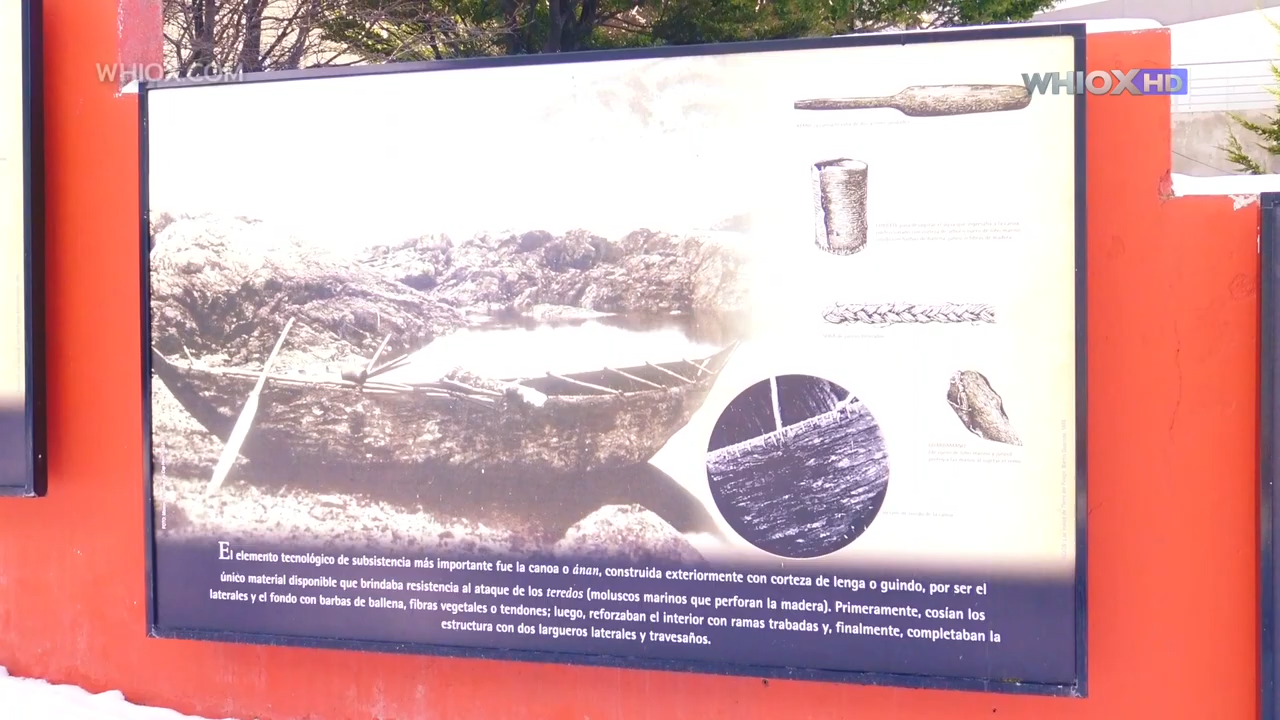 WHIOX.COM
WHIOXHD
El elemento tecnológico de subsistencia más importante fue la canoa o ánan, construida exteriormente con corteza de lenga o guindo, por ser el
único material disponible que brindaba resistencia al ataque de los teredos (moluscos marinos que perforan la madera). Primeramente, cosían los
laterales y el fondo con barbas de ballena, fibras vegetales o tendones; luego, reforzaban el interior con ramas trabadas y, finalmente, completaban la
estructura con dos largueros laterales y travesaños.